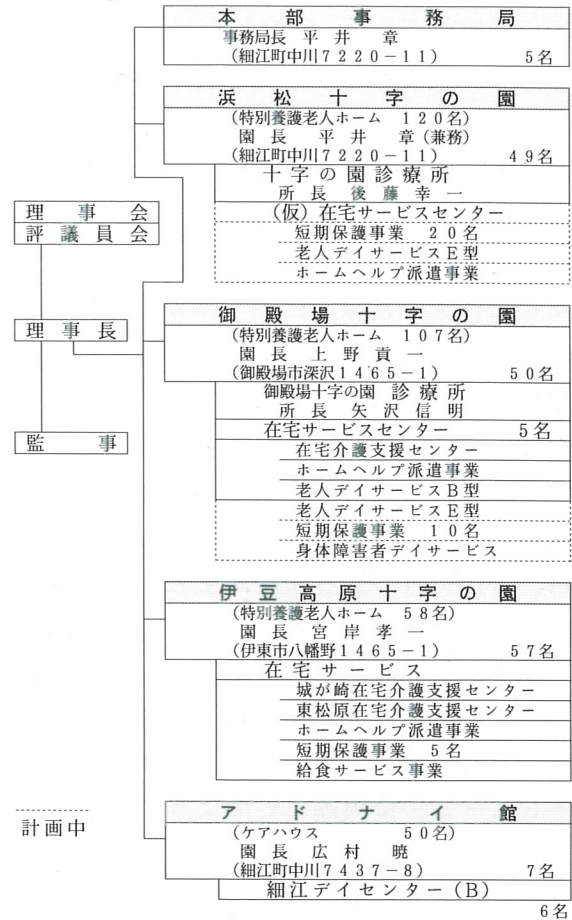 本部事務局
事務局長 平井 章
(細江町中川7220-11) 5名
浜松十字の園
(特別養護老人ホーム 120名)
園長 平井 章(兼務)
(細江町中川7220-11) 49名
十字の園診療所
所長 後藤幸一
(仮)在宅サービスセンター
短期保護事業 20名
老人デイサービスE型
ホームヘルプ派遣事業
理事会
評議員会
理事長
監事
御殿場十字の園
(特別養護老人ホーム 107名)
園長 上野貢一
(御殿場市深沢1465-1) 50名
御殿場十字の園 診療所
所長 矢沢信明
在宅サービスセンター 5名
在宅介護支援センター
ホームヘルプ派遣事業
老人デイサービスB型
老人デイサービスE型
短期保護事業 10名
身体障害者デイサービス
伊豆高原十字の園
(特別養護老人ホーム 58名)
園長 宮岸孝一
(伊東市八幡野1465-1) 57名
在宅サービス
城が崎在宅介護支援センター
東松原在宅介護支援センター
ホームヘルプ派遣事業
短期保護事業 5名
給食サービス事業
計画中
アドナイ館
(ケアハウス 50名)
園長 広村 暁
(細江町中川7437-8) 7名
細江デイセンター(B)
6名